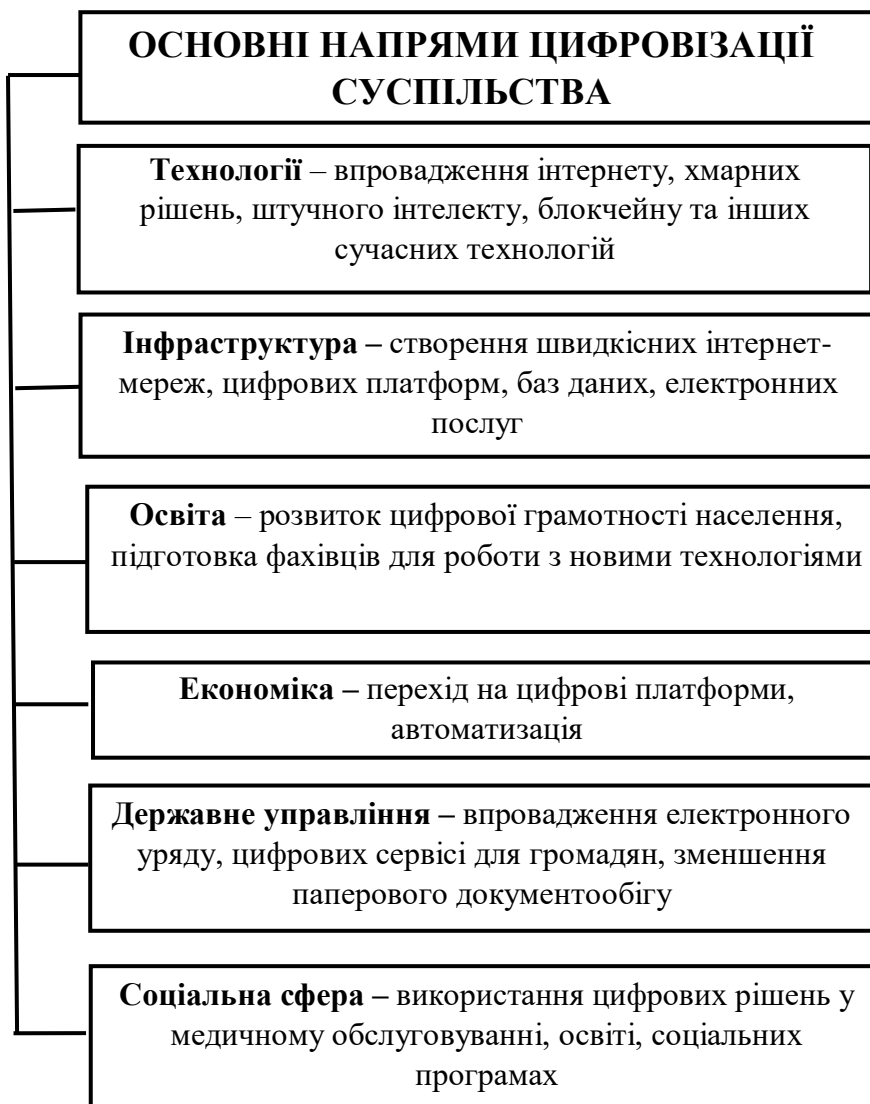 ОСНОВНІ НАПРЯМИ ЦИФРОВІЗАЦІЇ
СУСПІЛЬСТВА
Технології – впровадження інтернету, хмарних
рішень, штучного інтелекту, блокчейну та інших
сучасних технологій
Інфраструктура – створення швидкісних інтернет-
мереж, цифрових платформ, баз даних, електронних
послуг
Освіта – розвиток цифрової грамотності населення,
підготовка фахівців для роботи з новими технологіями
Економіка – перехід на цифрові платформи,
автоматизація
Державне управління – впровадження електронного
уряду, цифрових сервісі для громадян, зменшення
паперового документообігу
Соціальна сфера – використання цифрових рішень у
медичному обслуговуванні, освіті, соціальних
програмах